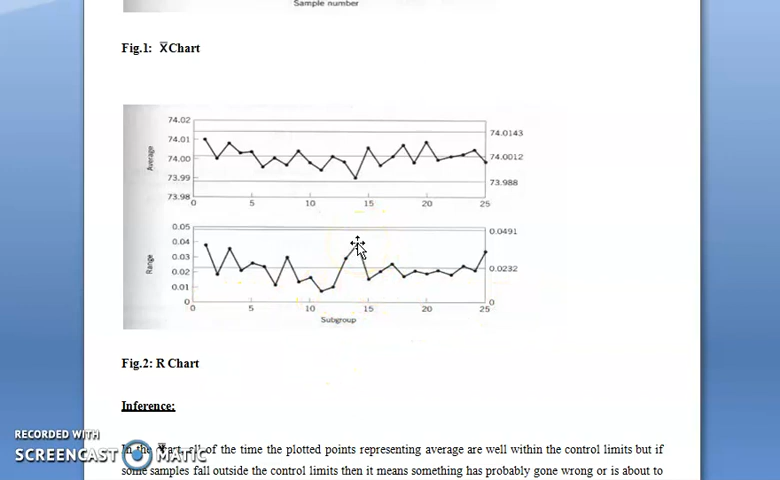 Sample number
Fig.1: X̅Chart
Average
74.02
74.01
74.00
73.99
73.98
74.0143
74.0012
73.988
0 5 10 15 20 25
Range
0.05
0.04
0.03
0.02
0.01
0
0.0491
0.0232
0
0 5 10 15 20 25
Subgroup
Fig.2: R Chart
Inference:
In the all of the time the plotted points representing average are well within the control limits but if
some samples fall outside the control limits then it means something has probably gone wrong or is about to
RECORDED WITH
SCREENCAST MATIC